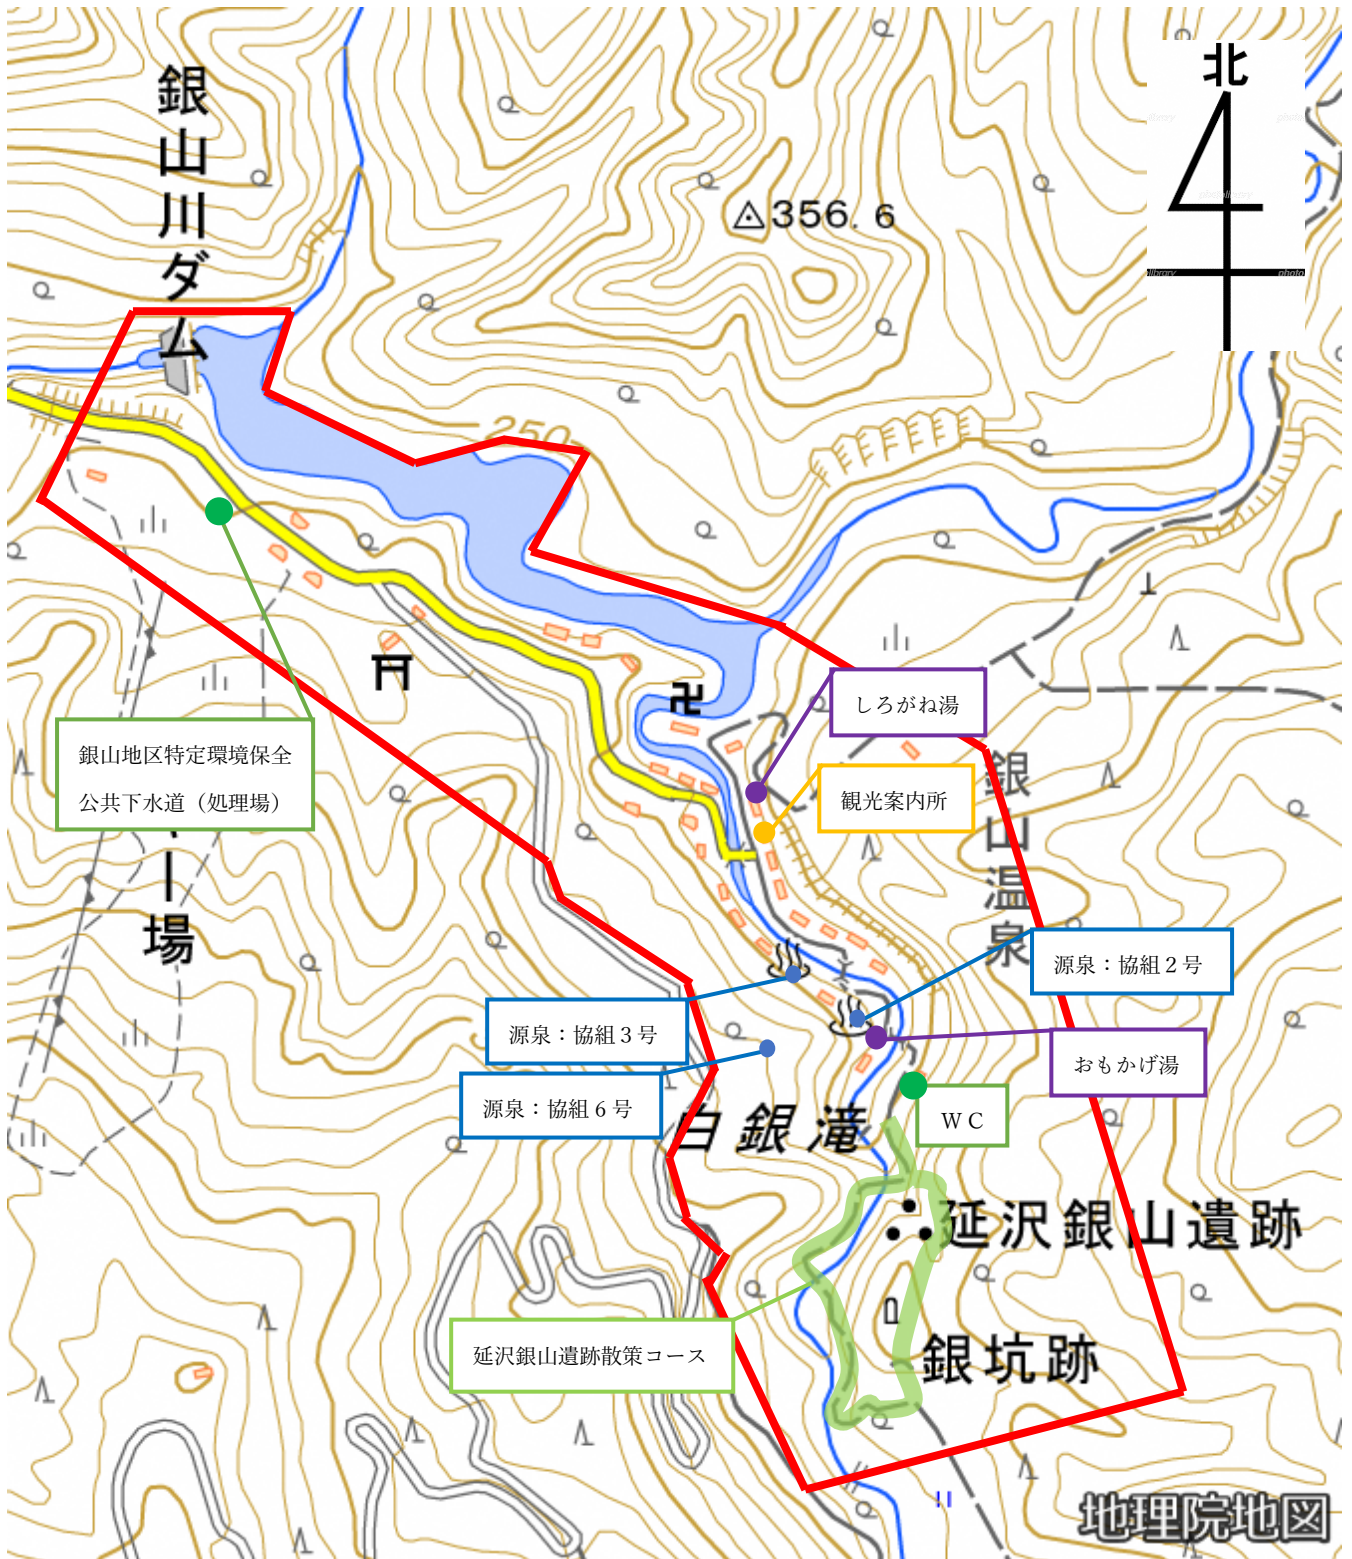 北
銀山川ダム
356.6
250
しろがね湯
銀山地区特定環境保全
公共下水道（処理場）
観光案内所
銀山温泉
ー場
源泉：協組２号
源泉：協組３号
おもかげ湯
源泉：協組６号
ＷＣ
白銀滝
延沢銀山遺跡
延沢銀山遺跡散策コース
銀坑跡
地理院地図